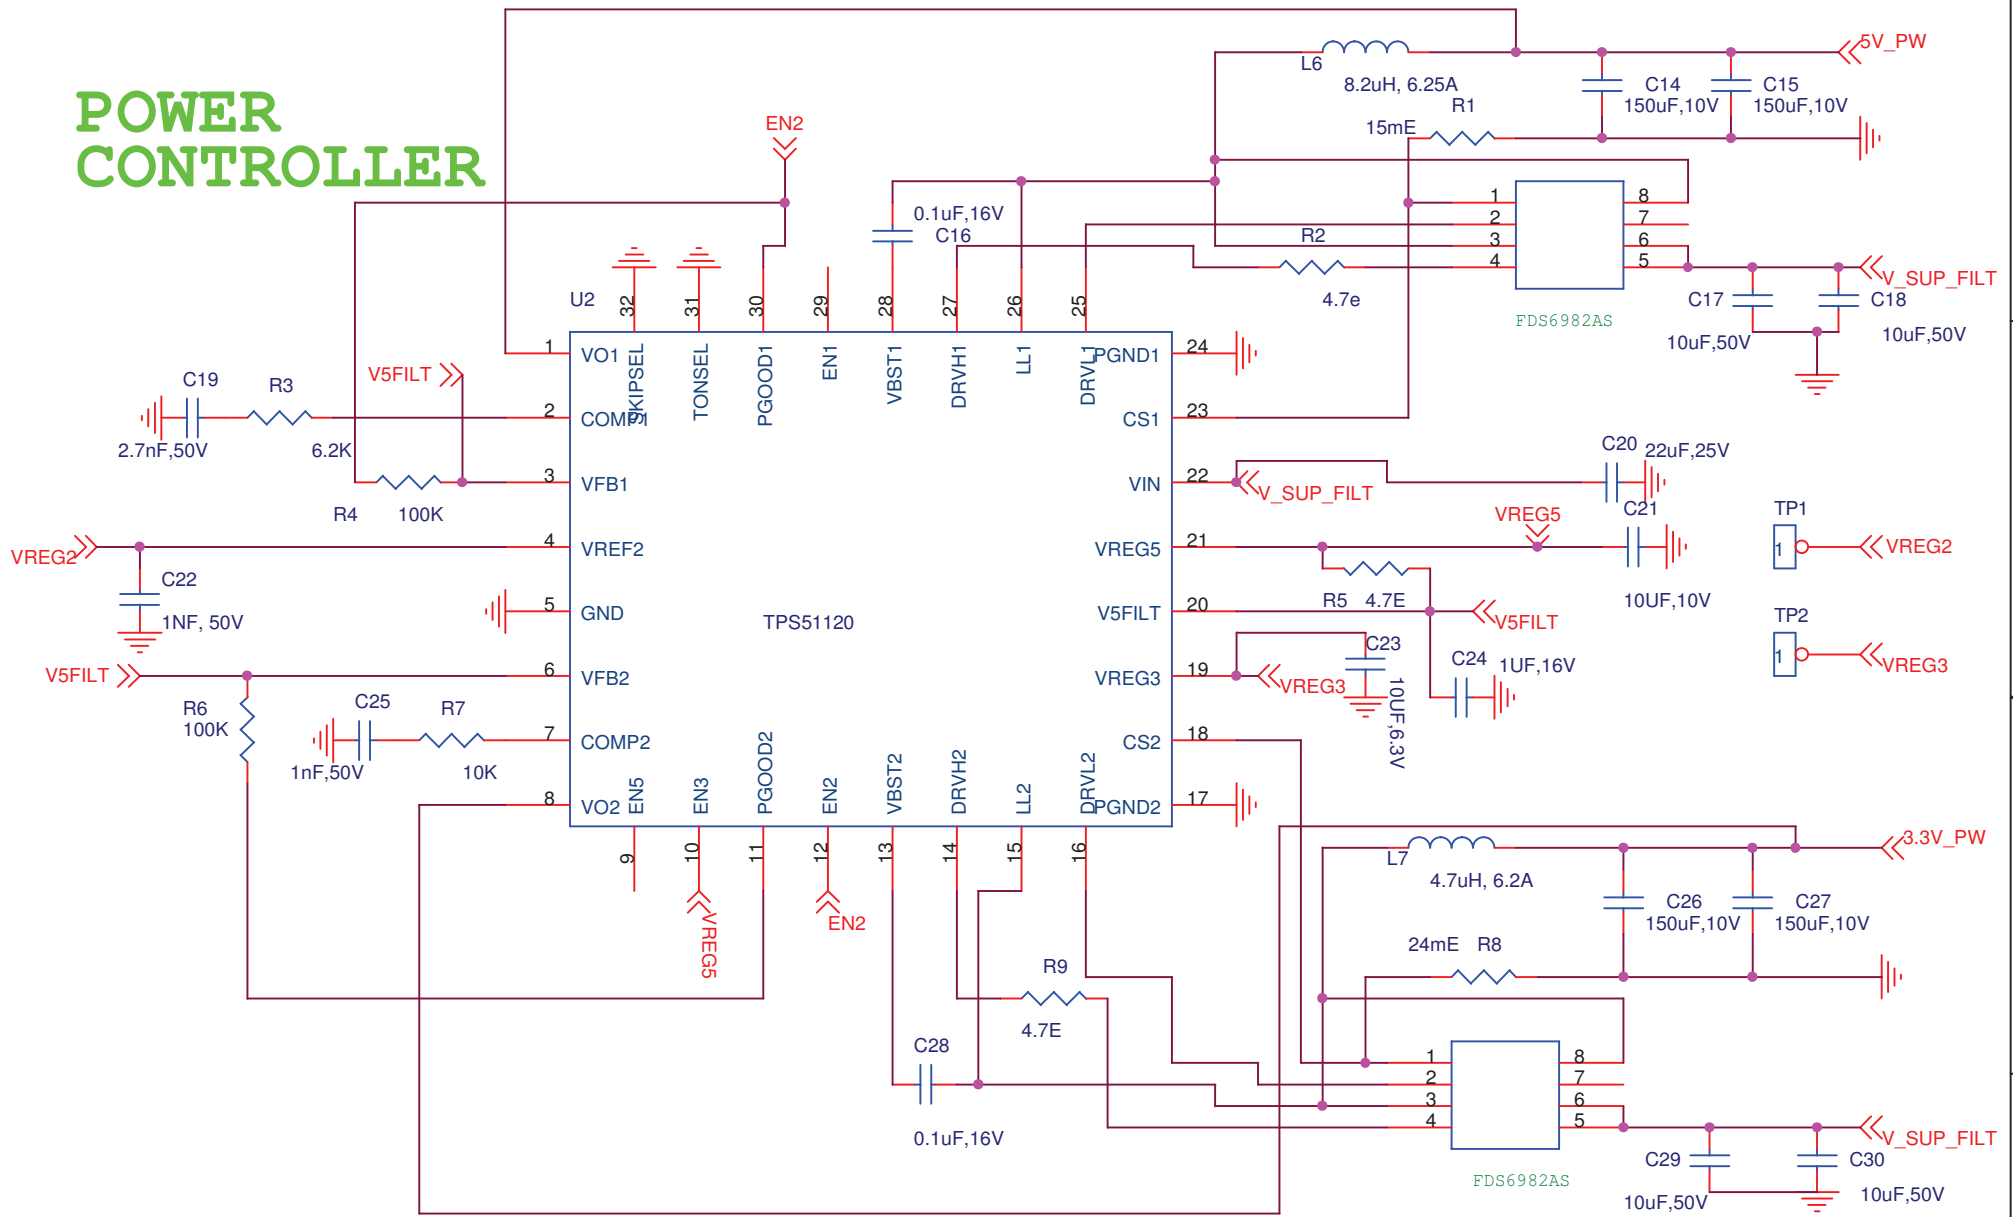 POWER
CONTROLLER
5V_PW
L6
8.2uH, 6.25A
C14
150uF,10V
C15
150uF,10V
R1
15mE
EN2
0.1uF,16V
C16
R2
4.7e
1
2
3
4
8
7
6
5
FDS6982AS
V_SUP_FILT
C17
10uF,50V
C18
10uF,50V
U2
32
31
30
29
28
27
26
25
SKIPSEL
TONSEL
PGOOD1
EN1
VBST1
DRVH1
LL1
DRVL1
1
VO1
2
COMP1
3
VFB1
4
VREF2
5
GND
6
VFB2
7
COMP2
8
VO2
PGND1
24
CS1
23
VIN
22
VREG5
21
V5FILT
20
VREG3
19
CS2
18
PGND2
17
TPS51120
EN5
EN3
PGOOD2
EN2
VBST2
DRVH2
LL2
DRVL2
9
10
11
12
13
14
15
16
C19
2.7nF,50V
R3
6.2K
V5FILT
R4
100K
VREG2
C22
1NF, 50V
V5FILT
R6
100K
C25
1nF,50V
R7
10K
VREG5
EN2
V_SUP_FILT
C20
22uF,25V
VREG5
C21
10UF,10V
R5
4.7E
V5FILT
VREG3
C23
10UF,6.3V
C24
1UF,16V
TP1
1
VREG2
TP2
1
VREG3
3.3V_PW
L7
4.7uH, 6.2A
C26
150uF,10V
C27
150uF,10V
24mE
R8
R9
4.7E
C28
0.1uF,16V
1
2
3
4
8
7
6
5
FDS6982AS
V_SUP_FILT
C29
10uF,50V
C30
10uF,50V